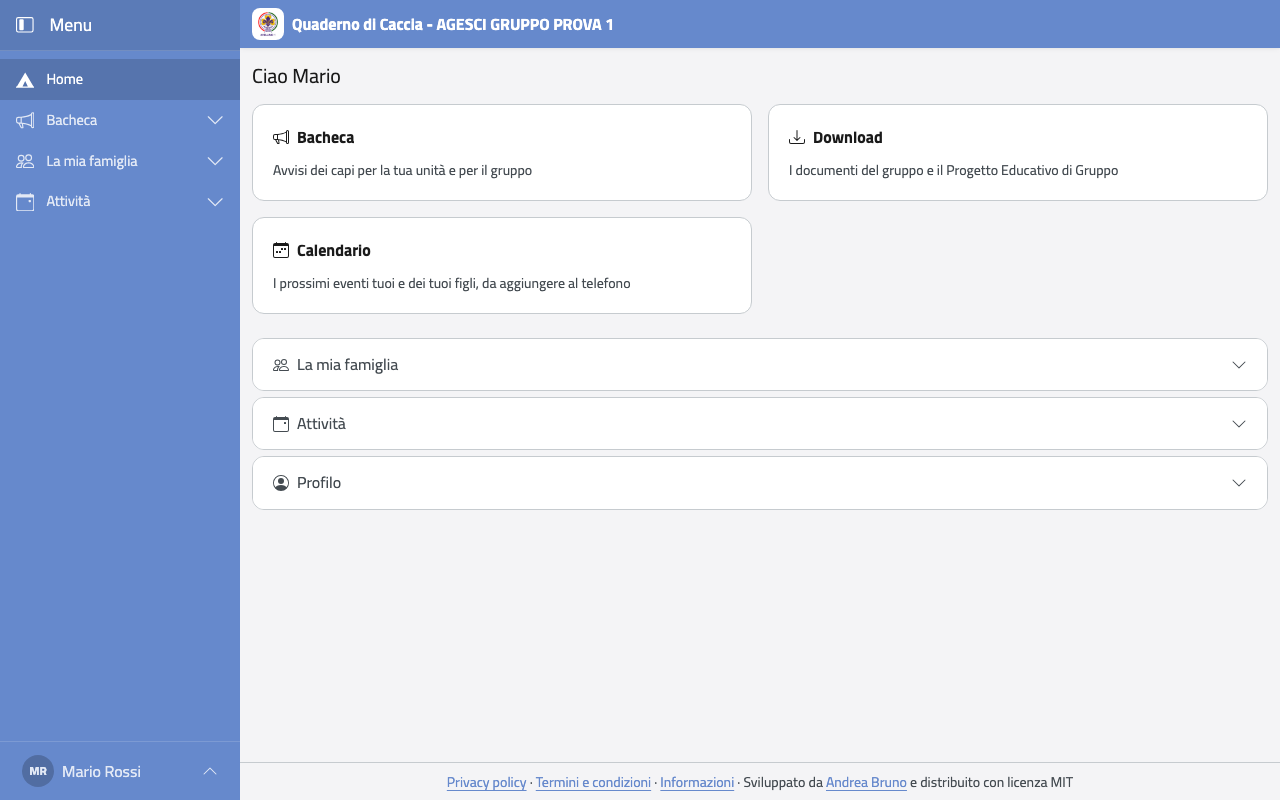 Menu
Quaderno di Caccia - AGESCI GRUPPO PROVA 1
Home
Bacheca
La mia famiglia
Attività
Ciao Mario
Bacheca
Avvisi dei capi per la tua unità e per il gruppo
Download
I documenti del gruppo e il Progetto Educativo di Gruppo
Calendario
I prossimi eventi tuoi e dei tuoi figli, da aggiungere al telefono
La mia famiglia
Attività
Profilo
MR Mario Rossi
Privacy policy · Termini e condizioni · Informazioni · Sviluppato da Andrea Bruno e distribuito con licenza MIT